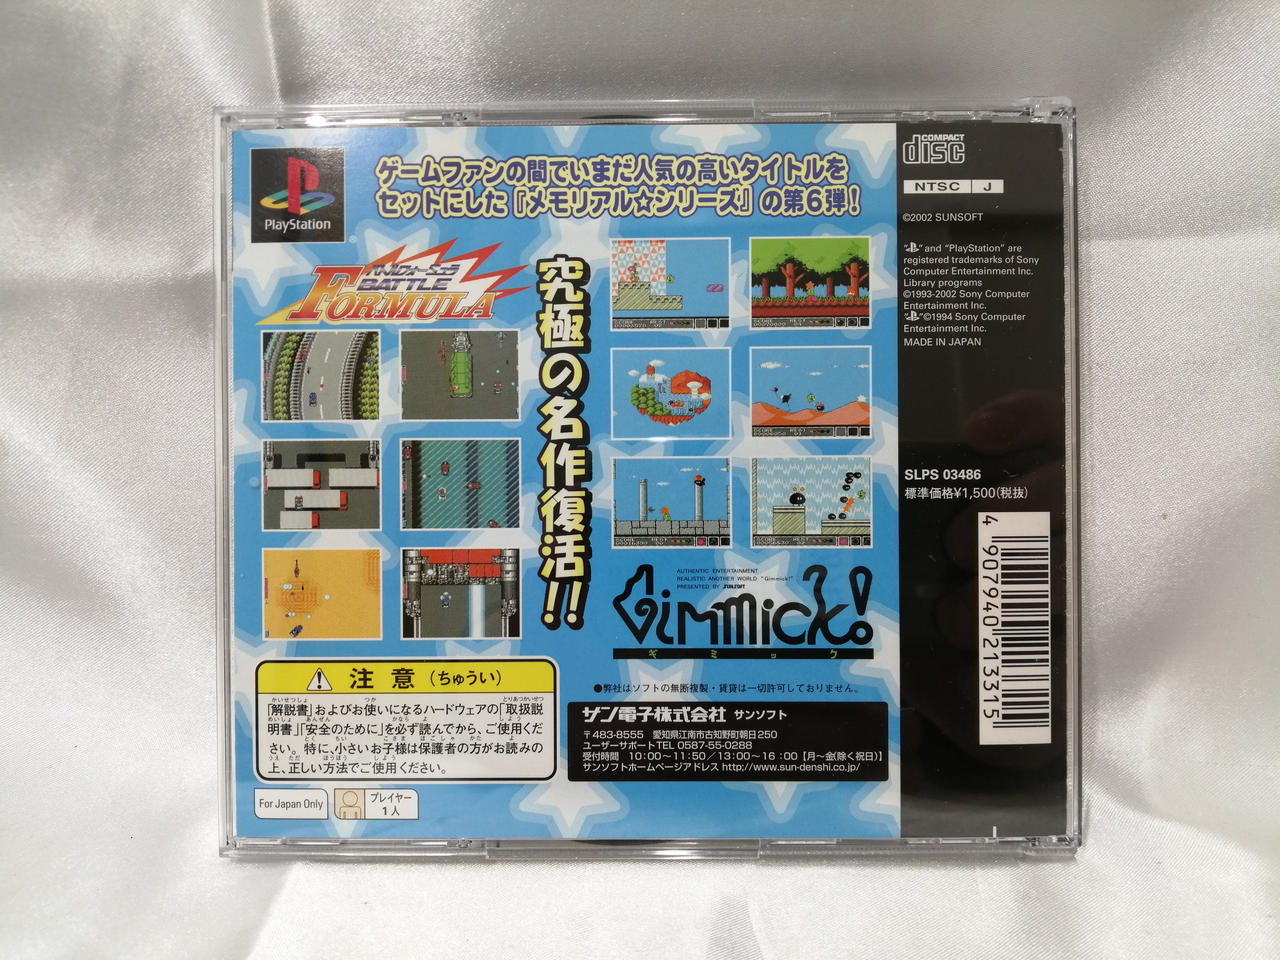 PlayStation
®
ゲームファンの間でいまだ人気の高いタイトルを
セットにした『メモリアル☆シリーズ』の第6弾!
バトルフォーミュラ
BATTLE
FORMULA
究極の名作復活!!
AUTHENTIC ENTERTAINMENT
REALISTIC ANOTHER WORLD "Gimmick!"
PRESENTED BY SUNSOFT
Gimmick!
ギミック
注意(ちゅうい)
「解説書」およびお使いになるハードウェアの「取扱説
明書」「安全のために」を必ず読んでから、ご使用くだ
さい。特に、小さいお子様は保護者の方がお読みの
上、正しい方法でご使用ください。
For Japan Only
プレイヤー
1人
●弊社はソフトの無断複製・賃貸は一切許可しておりません。
サン電子株式会社 サンソフト
〒483-8555 愛知県江南市古知野町朝日250
ユーザーサポートTEL 0587-55-0288
受付時間 10:00〜11:50/13:00〜16:00【月〜金(除く祝日)】
サンソフトホームページアドレス http://www.sun-denshi.co.jp/
COMPACT
disc
NTSC J
©2002 SUNSOFT
"PS" and "PlayStation" are
registered trademarks of Sony
Computer Entertainment Inc.
Library programs
©1993-2002 Sony Computer
Entertainment Inc.
"PS"©1994 Sony Computer
Entertainment Inc.
MADE IN JAPAN
SLPS 03486
標準価格¥1,500(税抜)
4 907940 213315